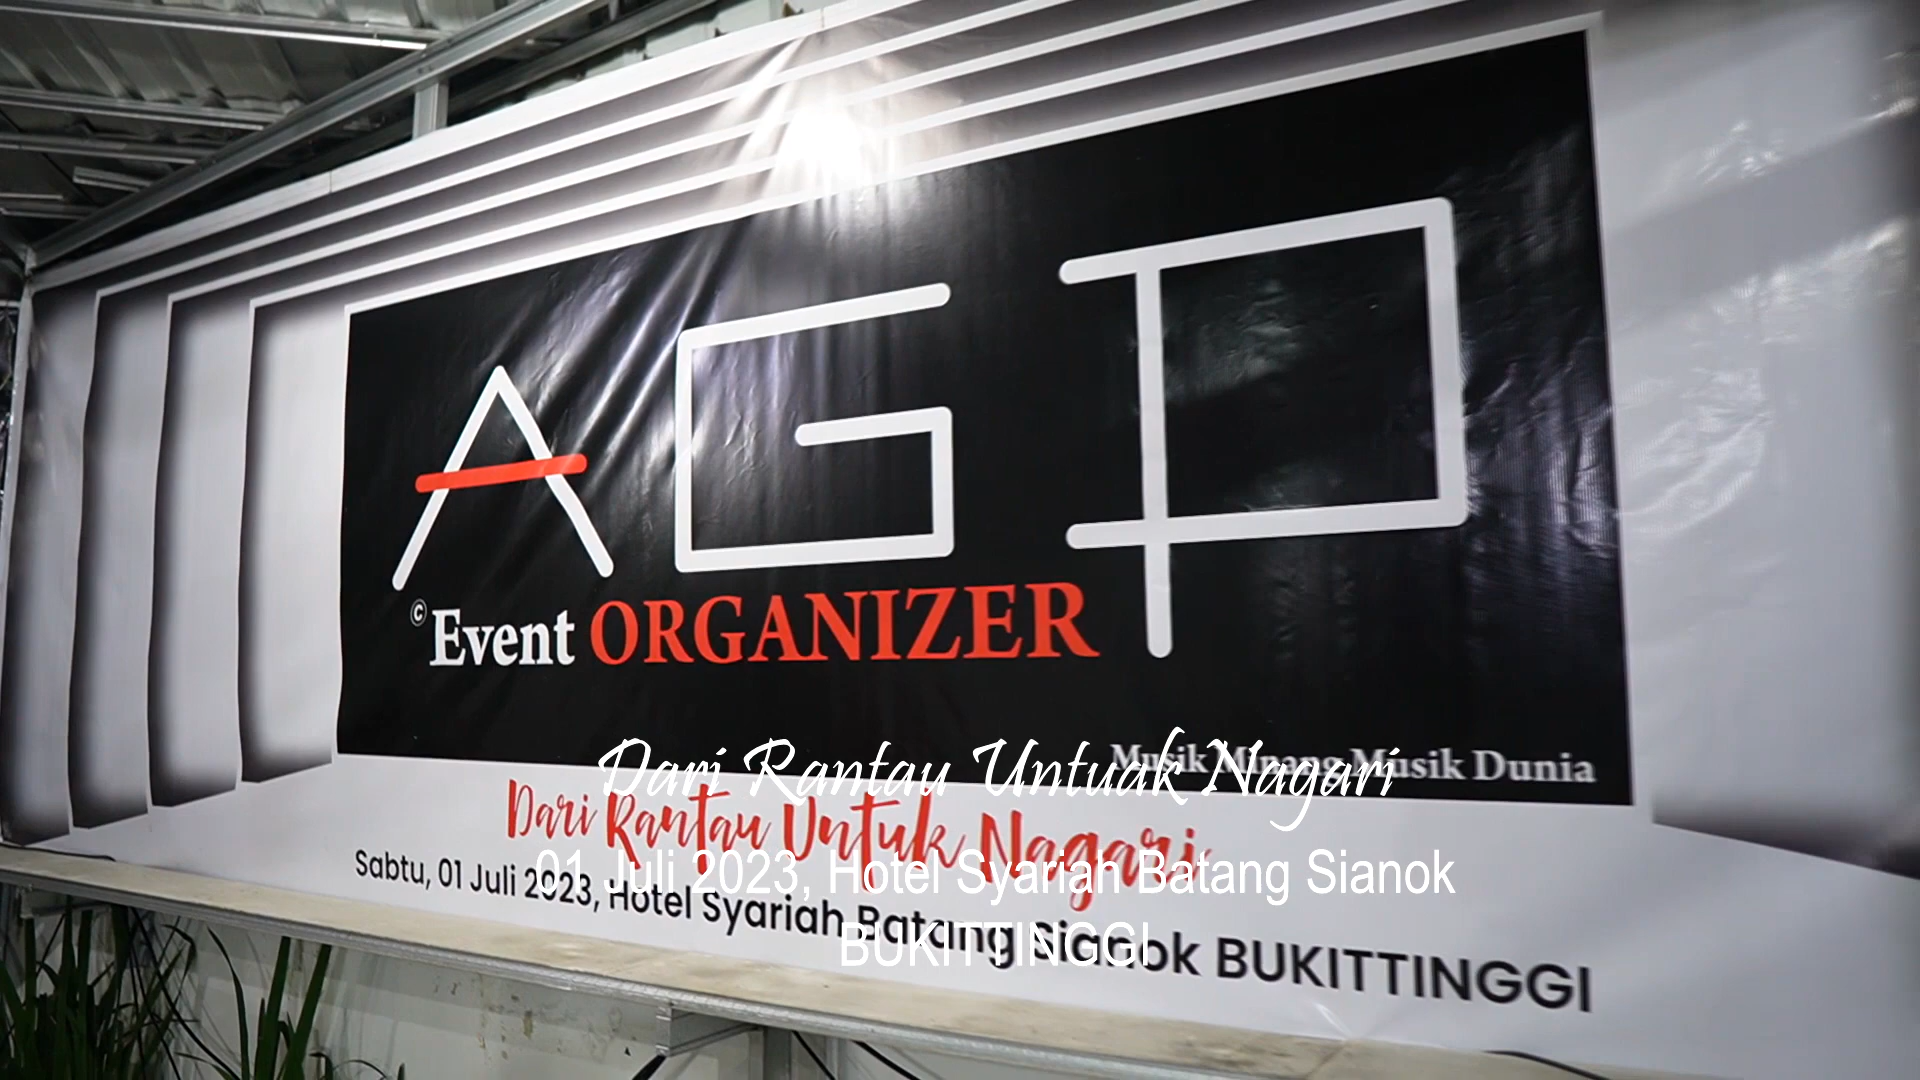 AGP
© Event ORGANIZER
Musik Minang Musik Dunia
Dari Rantau Untuak Nagari
Dari Rantau Untuk Nagari
01 Juli 2023, Hotel Syariah Batang Sianok
BUKITTINGGI
Sabtu, 01 Juli 2023, Hotel Syariah Batang Sianok BUKITTINGGI